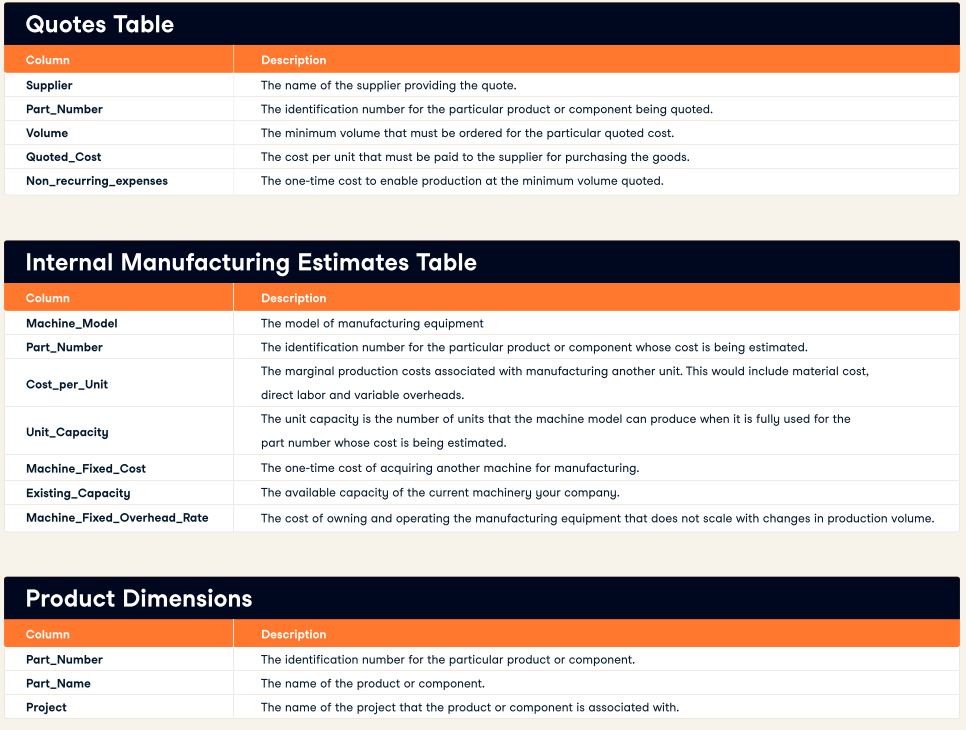 Quotes Table
Column Description
Supplier The name of the supplier providing the quote.
Part_Number The identification number for the particular product or component being quoted.
Volume The minimum volume that must be ordered for the particular quoted cost.
Quoted_Cost The cost per unit that must be paid to the supplier for purchasing the goods.
Non_recurring_expenses The one-time cost to enable production at the minimum volume quoted.
Internal Manufacturing Estimates Table
Column Description
Machine_Model The model of manufacturing equipment
Part_Number The identification number for the particular product or component whose cost is being estimated.
Cost_per_Unit The marginal production costs associated with manufacturing another unit. This would include material cost,
direct labor and variable overheads.
Unit_Capacity The unit capacity is the number of units that the machine model can produce when it is fully used for the
part number whose cost is being estimated.
Machine_Fixed_Cost The one-time cost of acquiring another machine for manufacturing.
Existing_Capacity The available capacity of the current machinery your company.
Machine_Fixed_Overhead_Rate The cost of owning and operating the manufacturing equipment that does not scale with changes in production volume.
Product Dimensions
Column Description
Part_Number The identification number for the particular product or component.
Part_Name The name of the product or component.
Project The name of the project that the product or component is associated with.